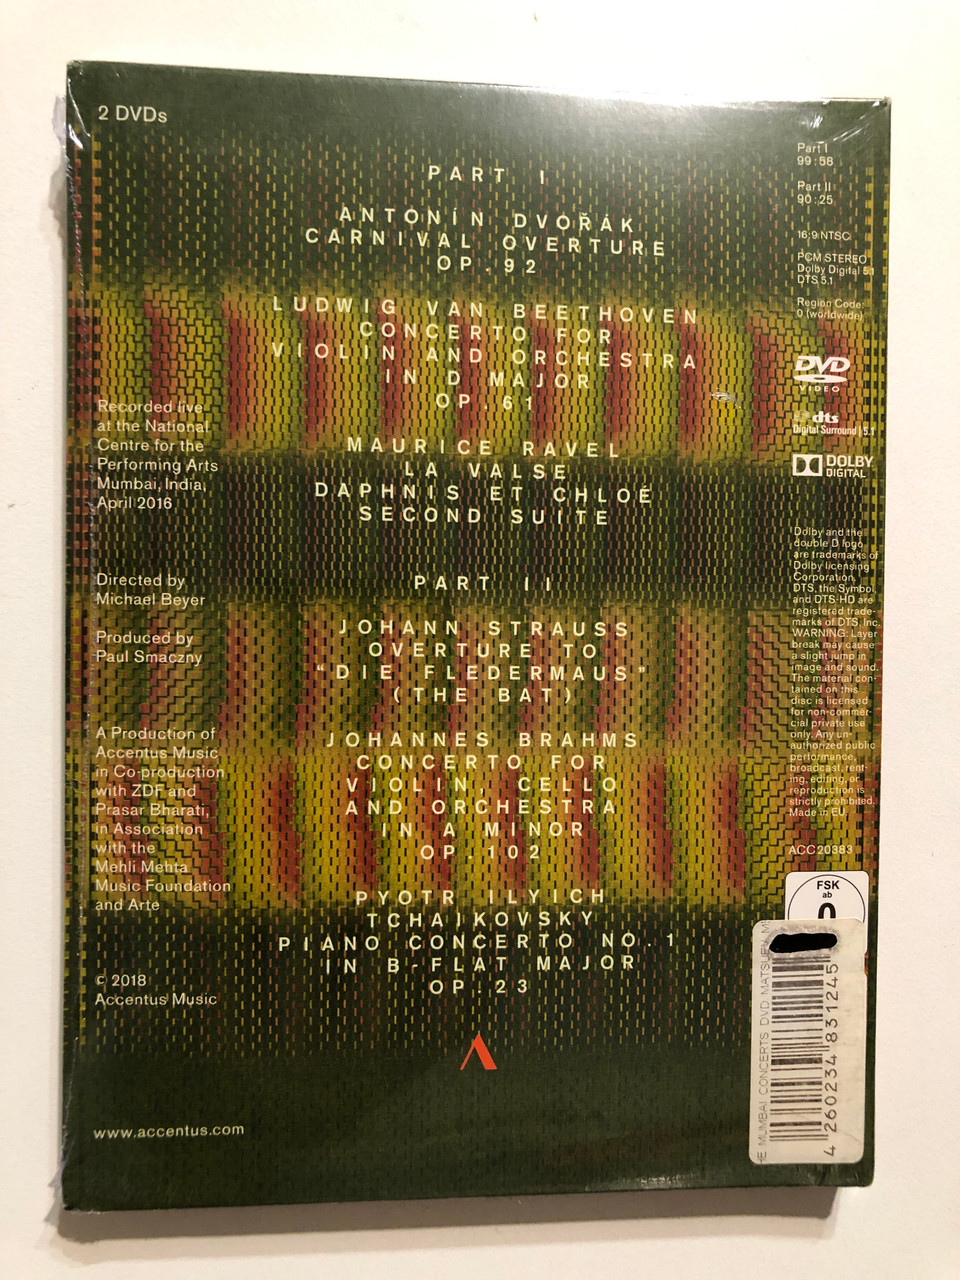 2 DVDs
PART I
ANTONÍN DVOŘÁK
CARNIVAL OVERTURE
OP.92
LUDWIG VAN BEETHOVEN
CONCERTO FOR
VIOLIN AND ORCHESTRA
IN D MAJOR
OP.61
MAURICE RAVEL
LA VALSE
DAPHNIS ET CHLOÉ
SECOND SUITE
PART II
JOHANN STRAUSS
OVERTURE TO
"DIE FLEDERMAUS"
(THE BAT)
JOHANNES BRAHMS
CONCERTO FOR
VIOLIN, CELLO
AND ORCHESTRA
IN A MINOR
OP.102
PYOTR ILYICH
TCHAIKOVSKY
PIANO CONCERTO NO.1
IN B-FLAT MAJOR
OP.23
Recorded live
at the National
Centre for the
Performing Arts
Mumbai, India,
April 2016
Directed by
Michael Beyer
Produced by
Paul Smaczny
A Production of
Accentus Music
in Co-production
with ZDF and
Prasar Bharati,
in Association
with the
Mehli Mehta
Music Foundation
and Arte
© 2018
Accentus Music
www.accentus.com
Part I
99:58
Part II
90:25
16:9 NTSC
PCM STEREO
Dolby Digital 5.1
DTS 5.1
Region Code:
0 (worldwide)
DVD
VIDEO
dts
Digital Surround | 5.1
DOLBY
DIGITAL
Dolby and the
double D logo
are trademarks of
Dolby licensing
Corporation,
DTS, the Symbol,
and DTS-HD are
registered trade-
marks of DTS, Inc.
WARNING: Layer
break may cause
a slight jump in
image and sound.
The material con-
tained on this
disc is licensed
for non-commer-
cial private use
only. Any un-
authorized public
performance,
broadcast, rent-
ing, editing, or
reproduction is
strictly prohibited.
Made in EU.
ACC20383
FSK
ab
0
MUMBAI CONCERTS DVD MATSUEV, M
4 260234 831245